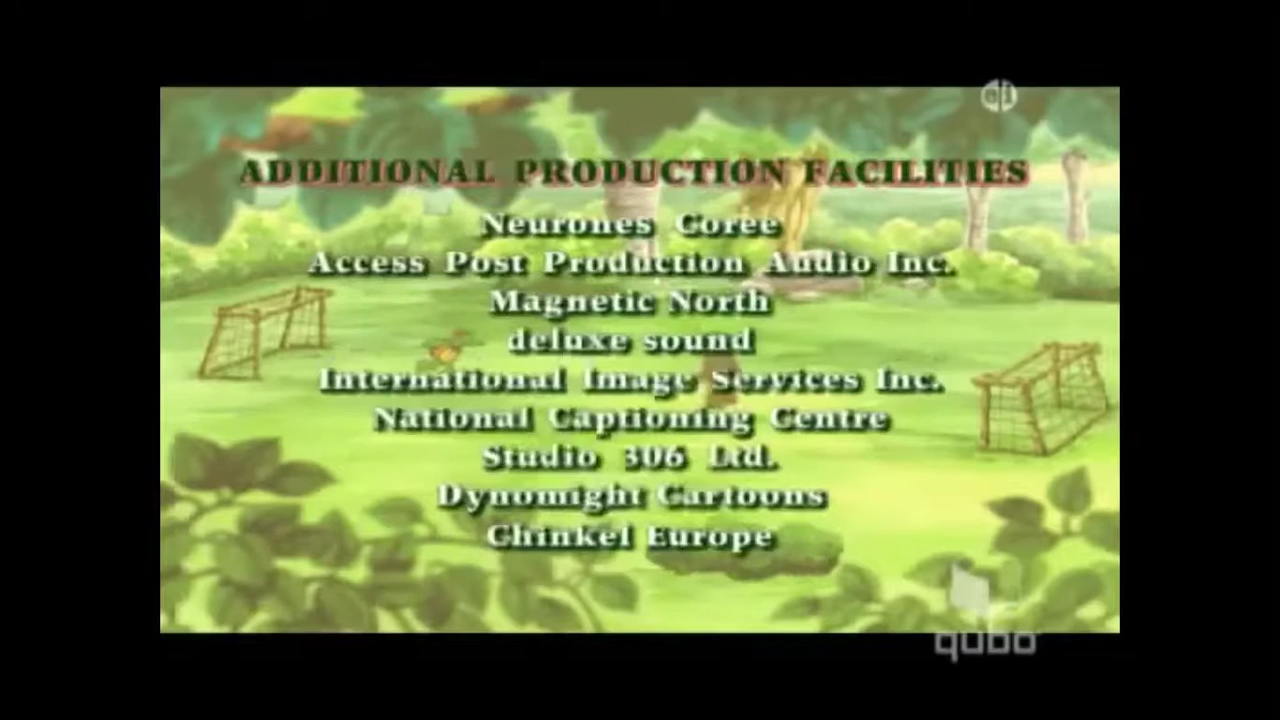 ADDITIONAL PRODUCTION FACILITIES
Neurones Coree
Access Post Production Audio Inc.
Magnetic North
deluxe sound
International Image Services Inc.
National Captioning Centre
Studio 306 Ltd.
Dynomight Cartoons
Chinkel Europe
qubo